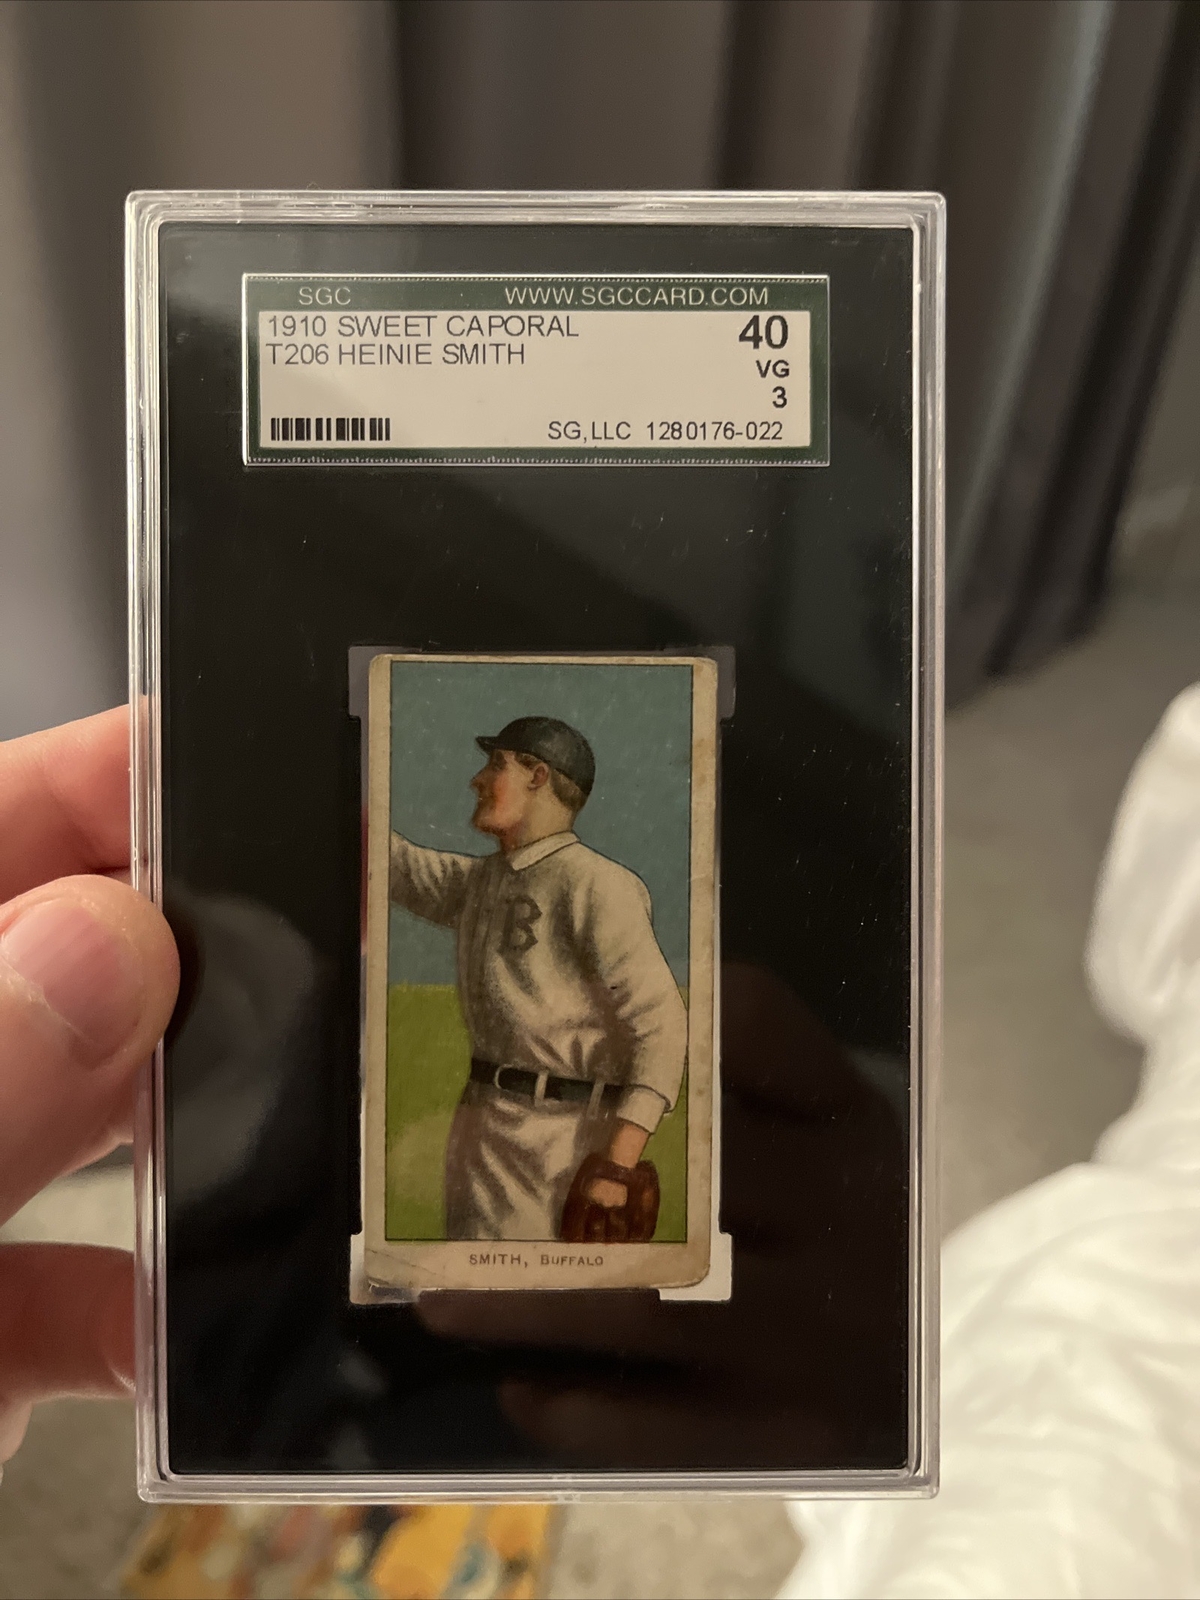 SGC WWW.SGCCARD.COM
1910 SWEET CAPORAL 40
T206 HEINIE SMITH VG
3
SG,LLC 1280176-022
B
SMITH, BUFFALO